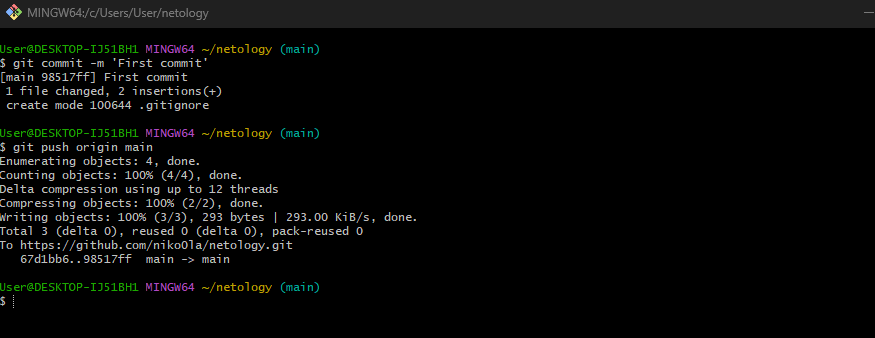 MINGW64:/c/Users/User/netology
User@DESKTOP-IJ51BH1 MINGW64 ~/netology (main)
$ git commit -m 'First commit'
[main 98517ff] First commit
 1 file changed, 2 insertions(+)
 create mode 100644 .gitignore
User@DESKTOP-IJ51BH1 MINGW64 ~/netology (main)
$ git push origin main
Enumerating objects: 4, done.
Counting objects: 100% (4/4), done.
Delta compression using up to 12 threads
Compressing objects: 100% (2/2), done.
Writing objects: 100% (3/3), 293 bytes | 293.00 KiB/s, done.
Total 3 (delta 0), reused 0 (delta 0), pack-reused 0
To https://github.com/niko0la/netology.git
   67d1bb6..98517ff  main -> main
User@DESKTOP-IJ51BH1 MINGW64 ~/netology (main)
$